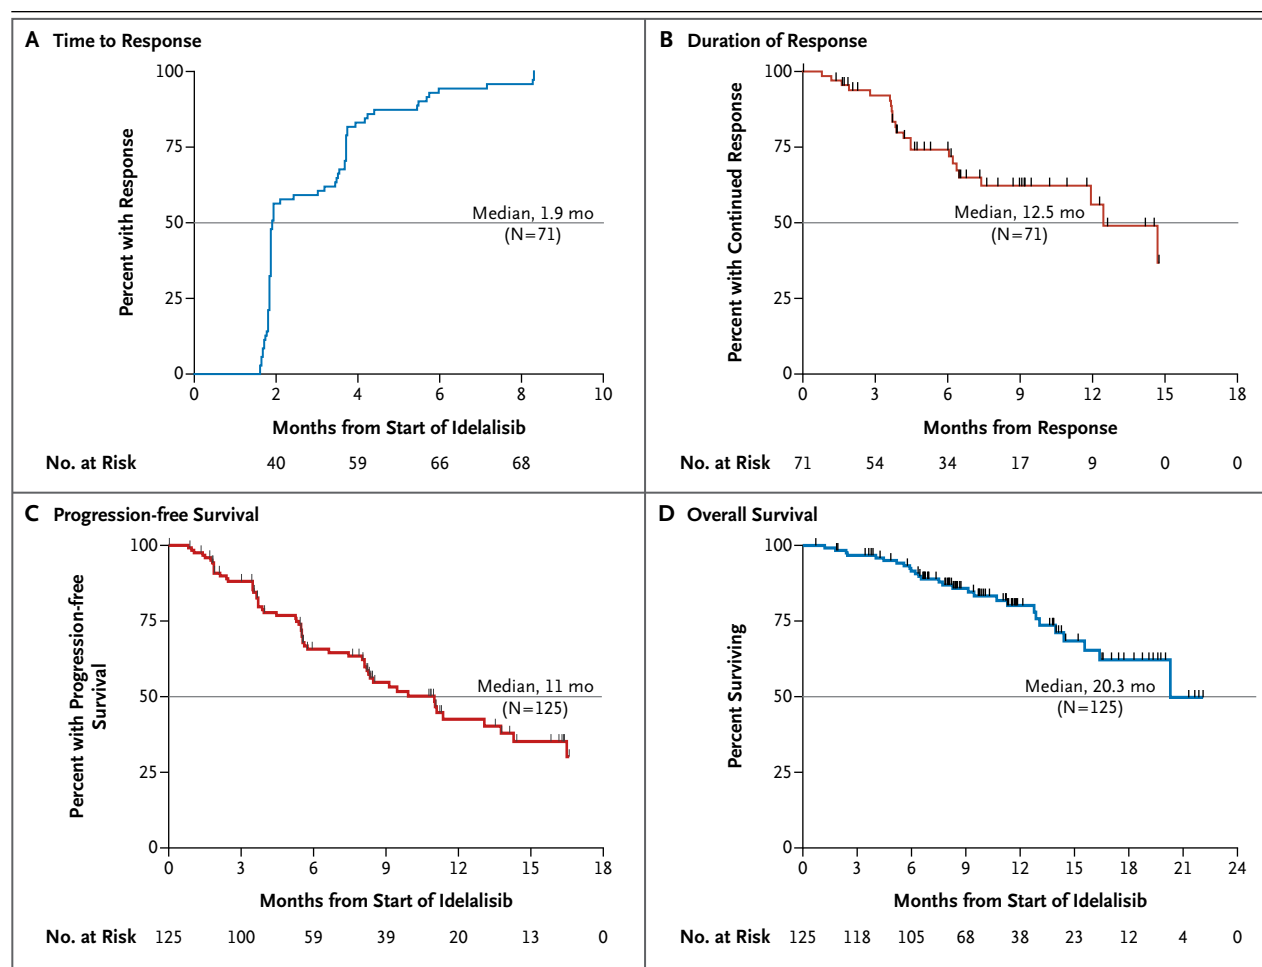 A Time to Response
100
75
50
25
0
Percent with Response
Median, 1.9 mo
(N=71)
0 2 4 6 8 10
Months from Start of Idelalisib
No. at Risk 40 59 66 68
B Duration of Response
100
75
50
25
0
Percent with Continued Response
Median, 12.5 mo
(N=71)
0 3 6 9 12 15 18
Months from Response
No. at Risk 71 54 34 17 9 0 0
C Progression-free Survival
100
75
50
25
0
Percent with Progression-free
Survival
Median, 11 mo
(N=125)
0 3 6 9 12 15 18
Months from Start of Idelalisib
No. at Risk 125 100 59 39 20 13 0
D Overall Survival
100
75
50
25
0
Percent Surviving
Median, 20.3 mo
(N=125)
0 3 6 9 12 15 18 21 24
Months from Start of Idelalisib
No. at Risk 125 118 105 68 38 23 12 4 0